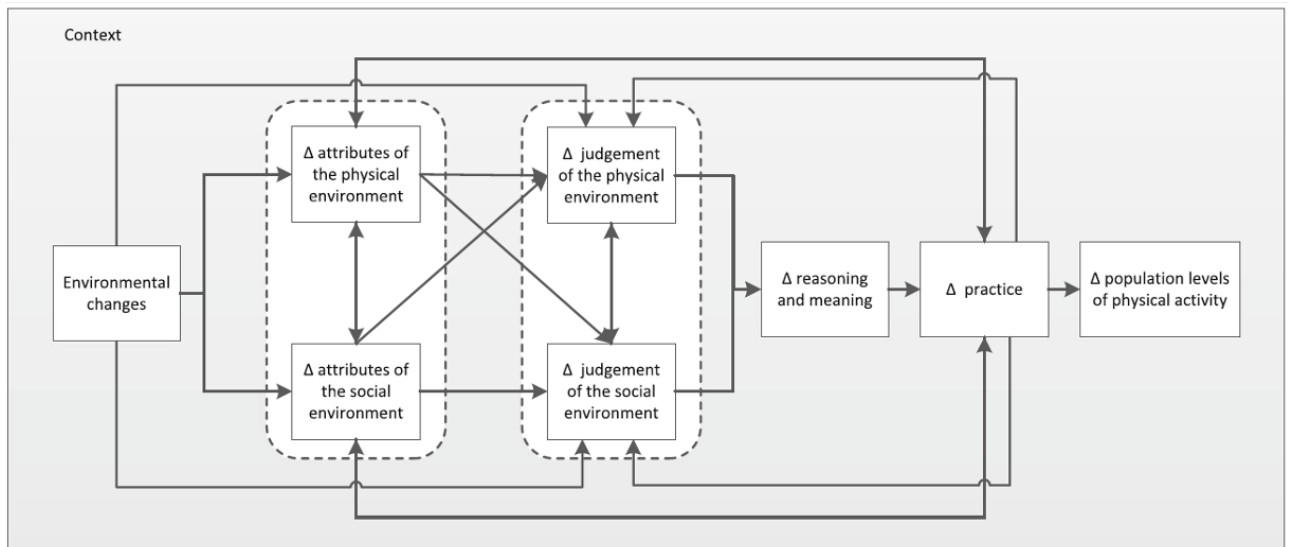 Context
Δ attributes of
the physical
environment
Δ judgement
of the physical
environment
Environmental
changes
Δ reasoning
and meaning
Δ practice
Δ population levels
of physical activity
Δ attributes of
the social
environment
Δ judgement
of the social
environment